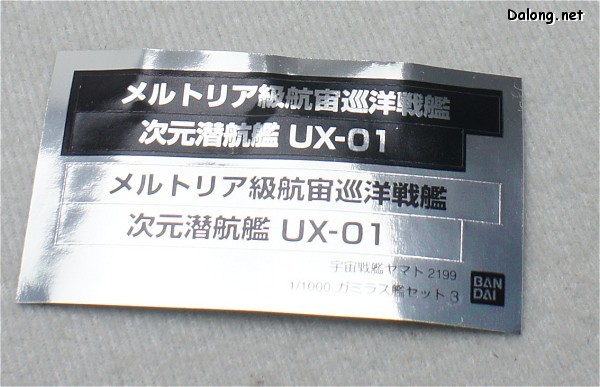 Dalong.net
メルトリア級航宙巡洋戦艦
次元潜航艦 UX-01
メルトリア級航宙巡洋戦艦
次元潜航艦 UX-01
宇宙戦艦ヤマト 2199
1/1000 ガミラス艦セット 3
BAN
DAI